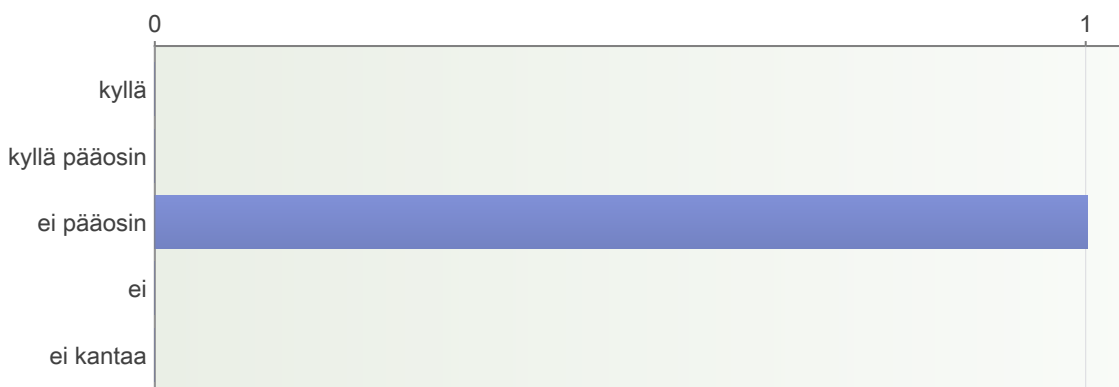 0 1
kyllä
kyllä pääosin
ei pääosin
ei
ei kantaa